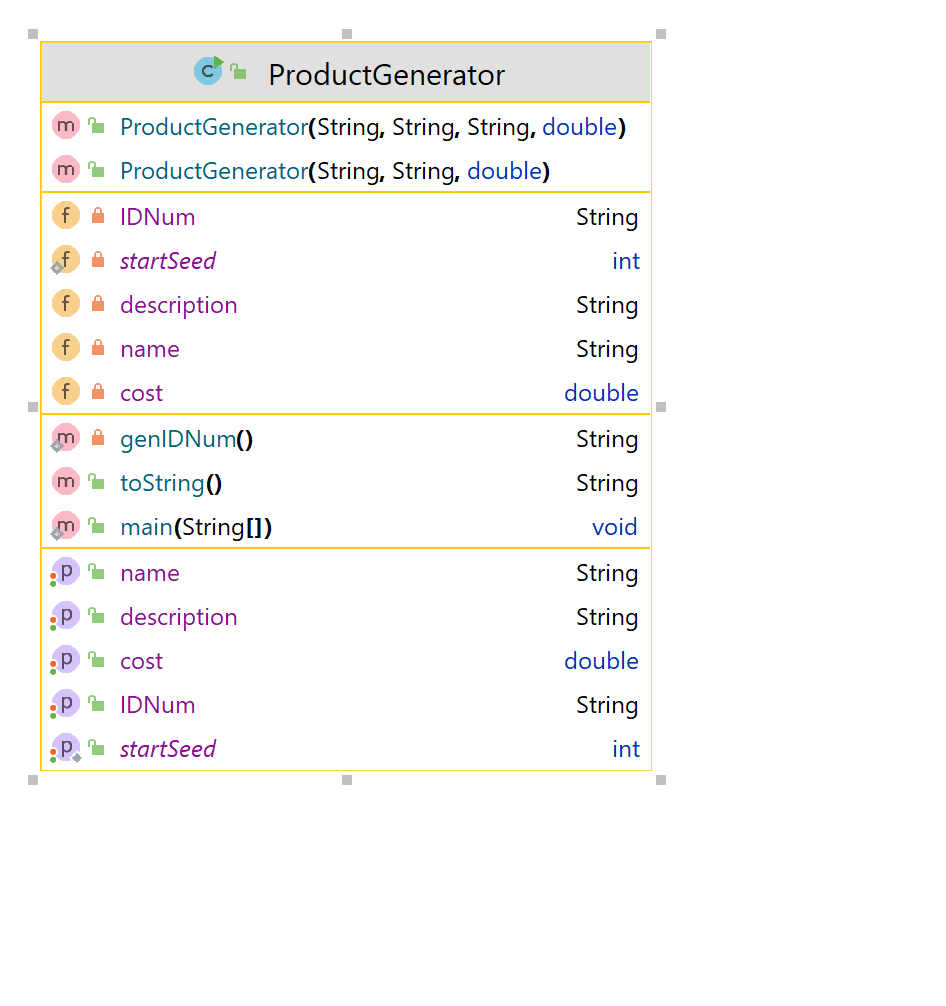 ProductGenerator
ProductGenerator(String, String, String, double)
ProductGenerator(String, String, double)
IDNum String
startSeed int
description String
name String
cost double
genIDNum() String
toString() String
main(String[]) void
name String
description String
cost double
IDNum String
startSeed int